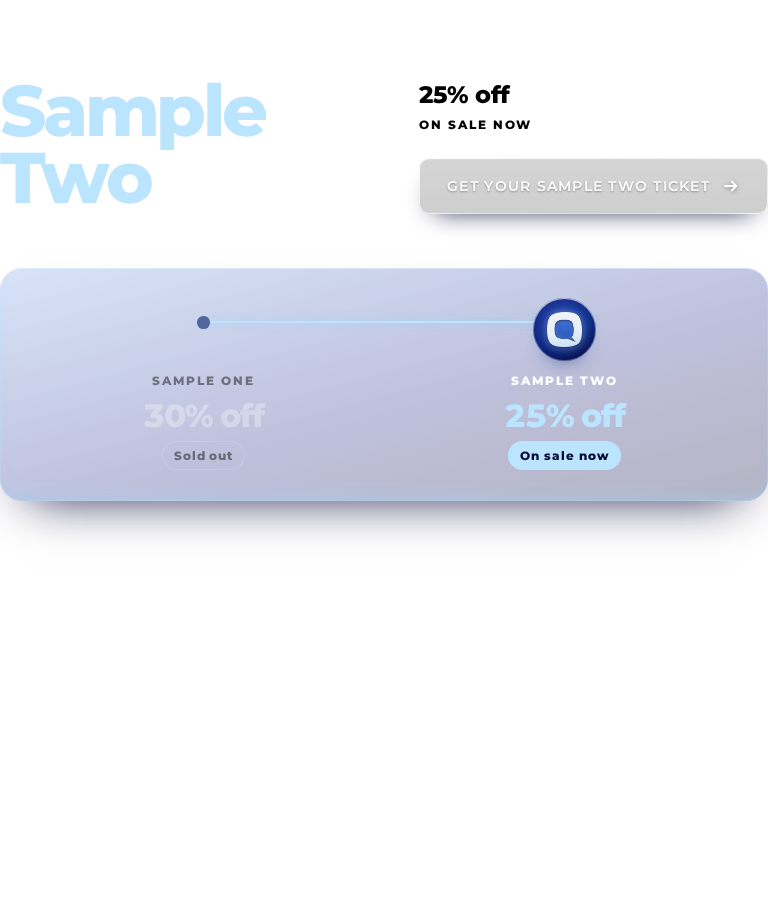 Sample
Two
25% off
ON SALE NOW
GET YOUR SAMPLE TWO TICKET →
SAMPLE ONE
30% off
Sold out
SAMPLE TWO
25% off
On sale now